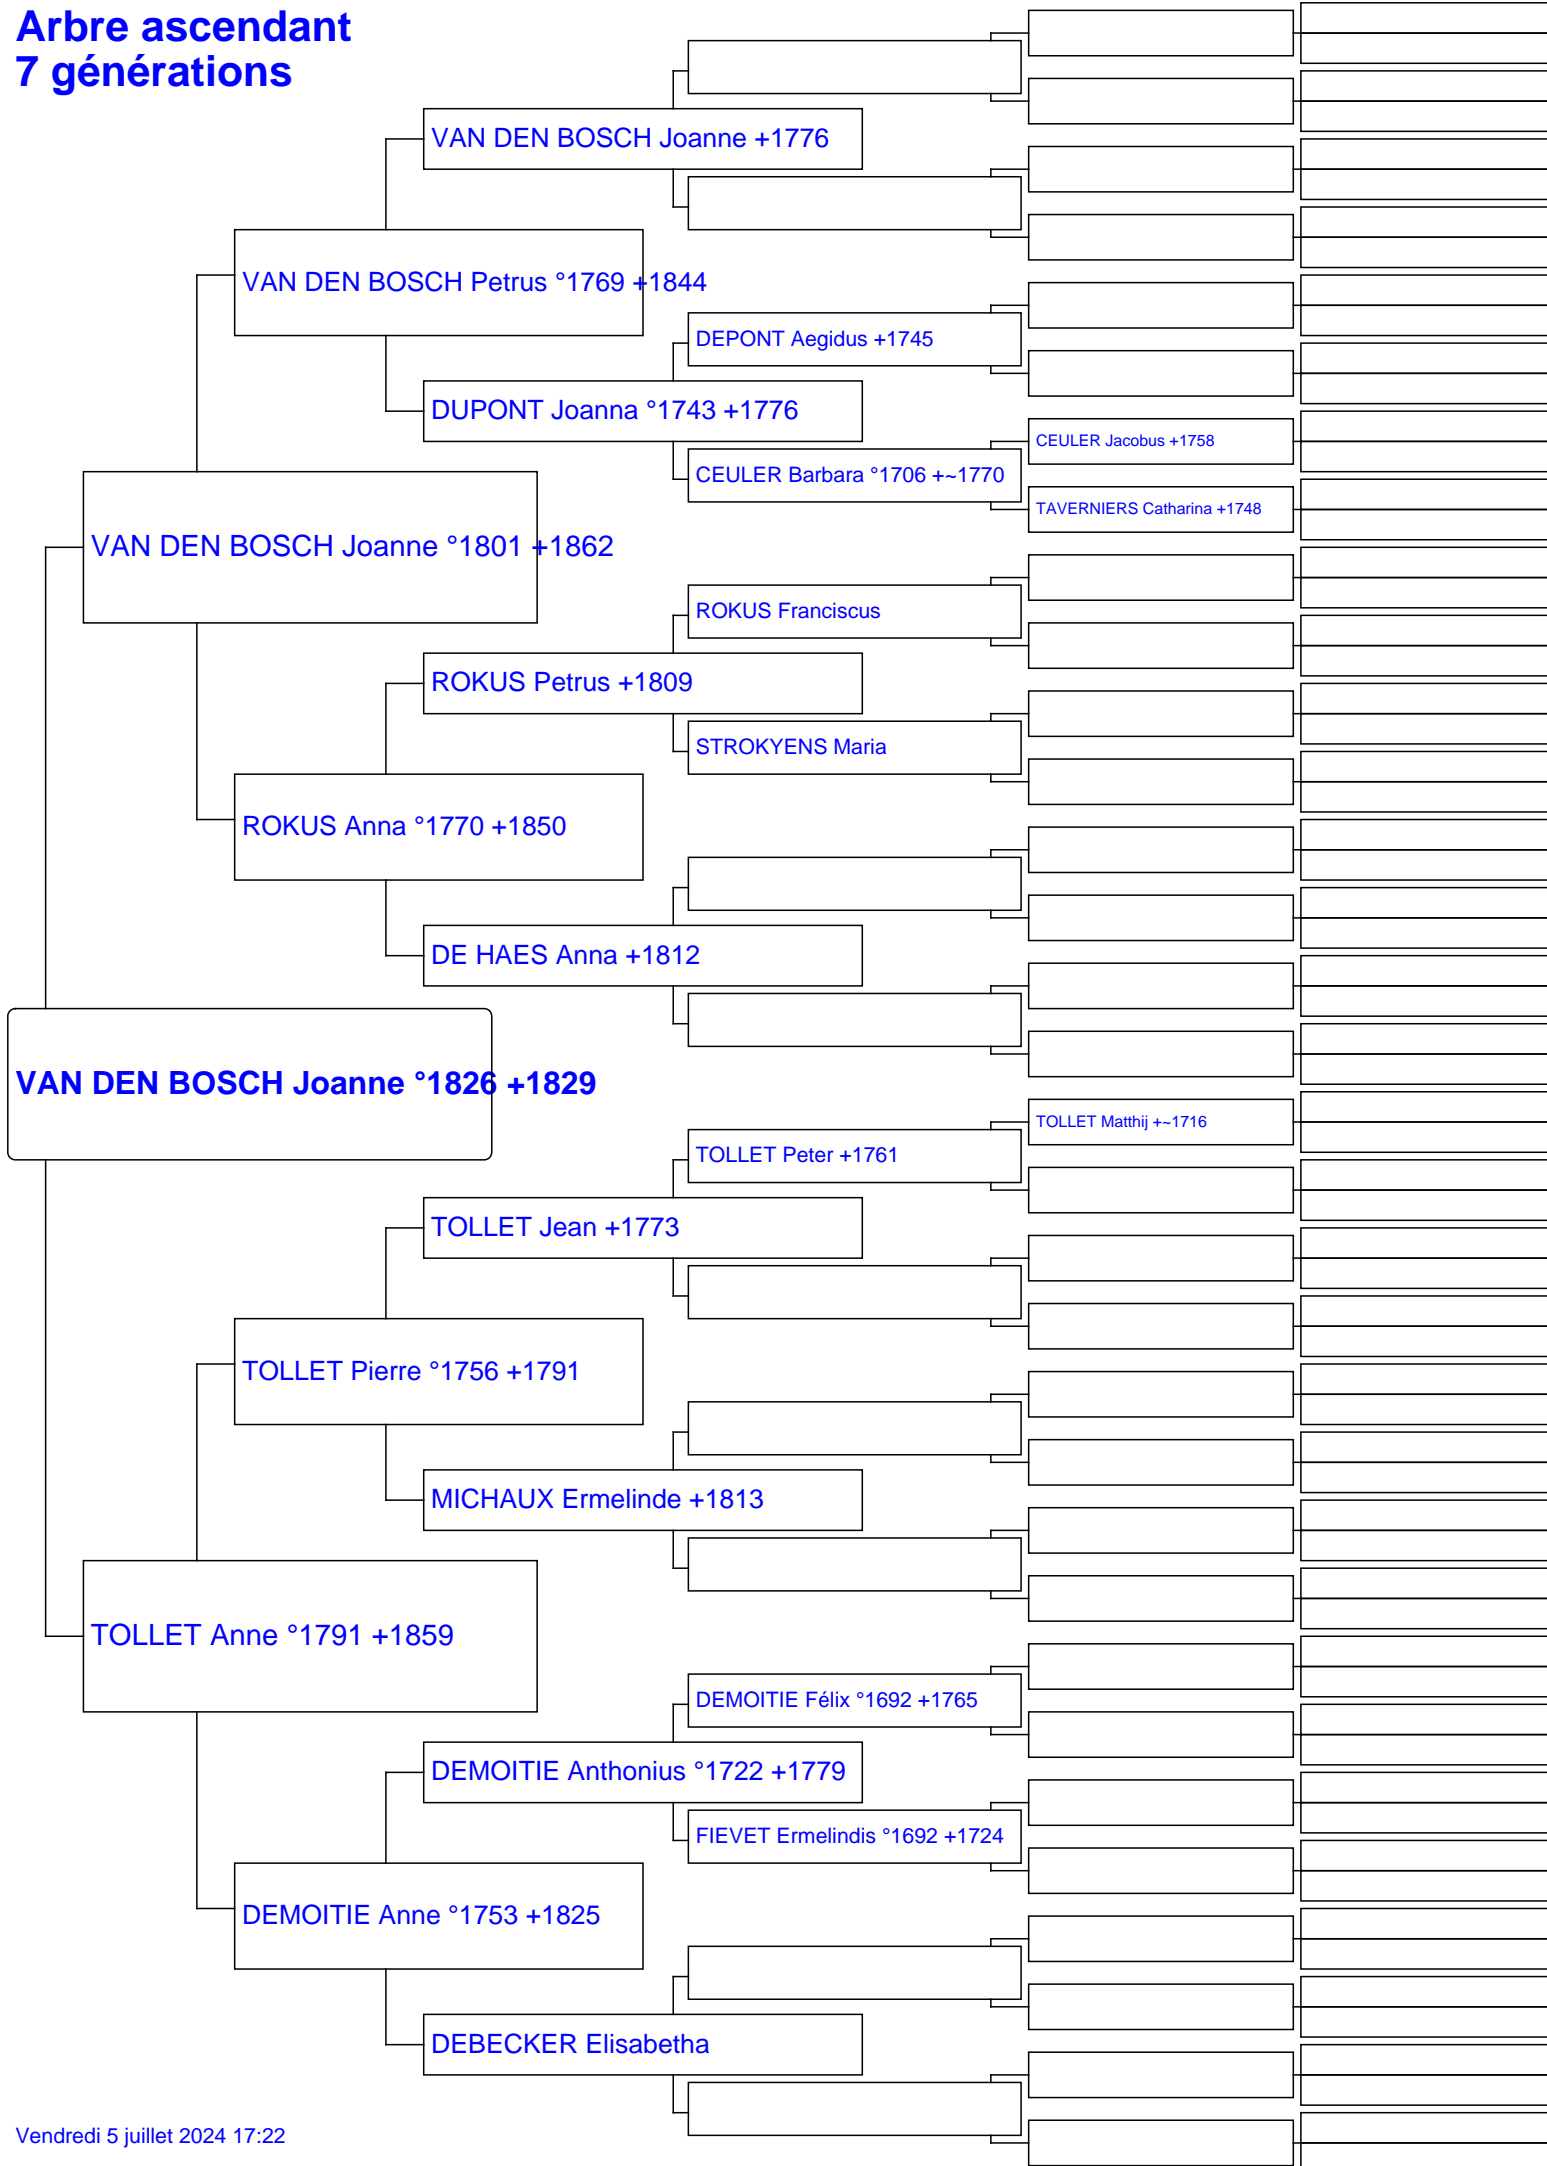 Arbre ascendant
7 générations
VAN DEN BOSCH Joanne +1776
VAN DEN BOSCH Petrus °1769 +1844
DEPONT Aegidus +1745
DUPONT Joanna °1743 +1776
CEULER Jacobus +1758
CEULER Barbara °1706 +~1770
TAVERNIERS Catharina +1748
VAN DEN BOSCH Joanne °1801 +1862
ROKUS Franciscus
ROKUS Petrus +1809
STROKYENS Maria
ROKUS Anna °1770 +1850
DE HAES Anna +1812
VAN DEN BOSCH Joanne °1826 +1829
TOLLET Matthij +~1716
TOLLET Peter +1761
TOLLET Jean +1773
TOLLET Pierre °1756 +1791
MICHAUX Ermelinde +1813
TOLLET Anne °1791 +1859
DEMOITIE Félix °1692 +1765
DEMOITIE Anthonius °1722 +1779
FIEVET Ermelindis °1692 +1724
DEMOITIE Anne °1753 +1825
DEBECKER Elisabetha
Vendredi 5 juillet 2024 17:22